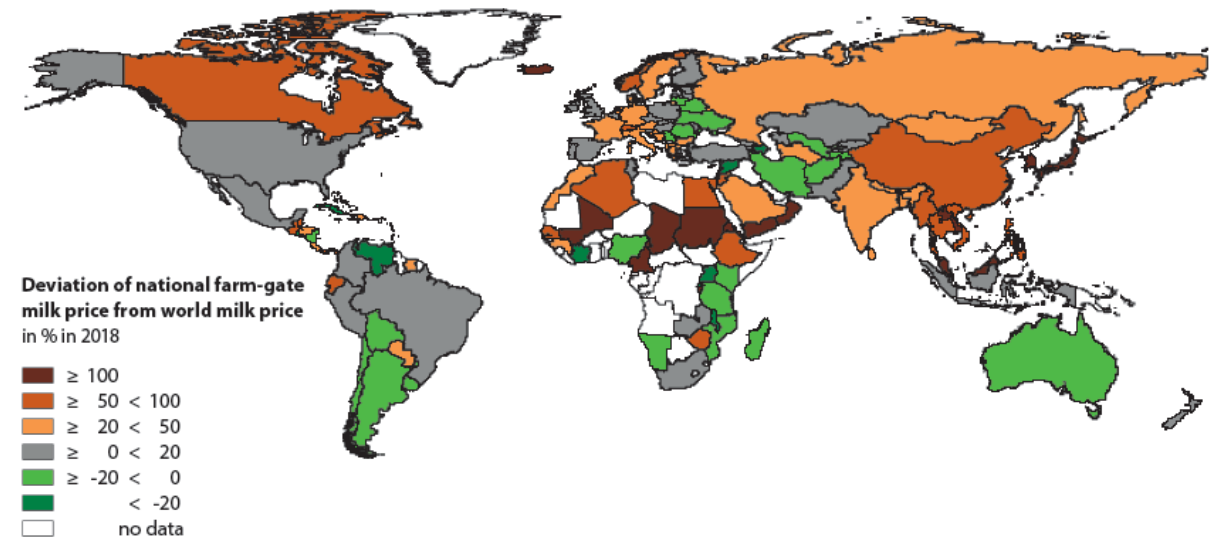 Deviation of national farm-gate
milk price from world milk price
in % in 2018
≥ 100
≥ 50 < 100
≥ 20 < 50
≥ 0 < 20
≥ -20 < 0
< -20
no data